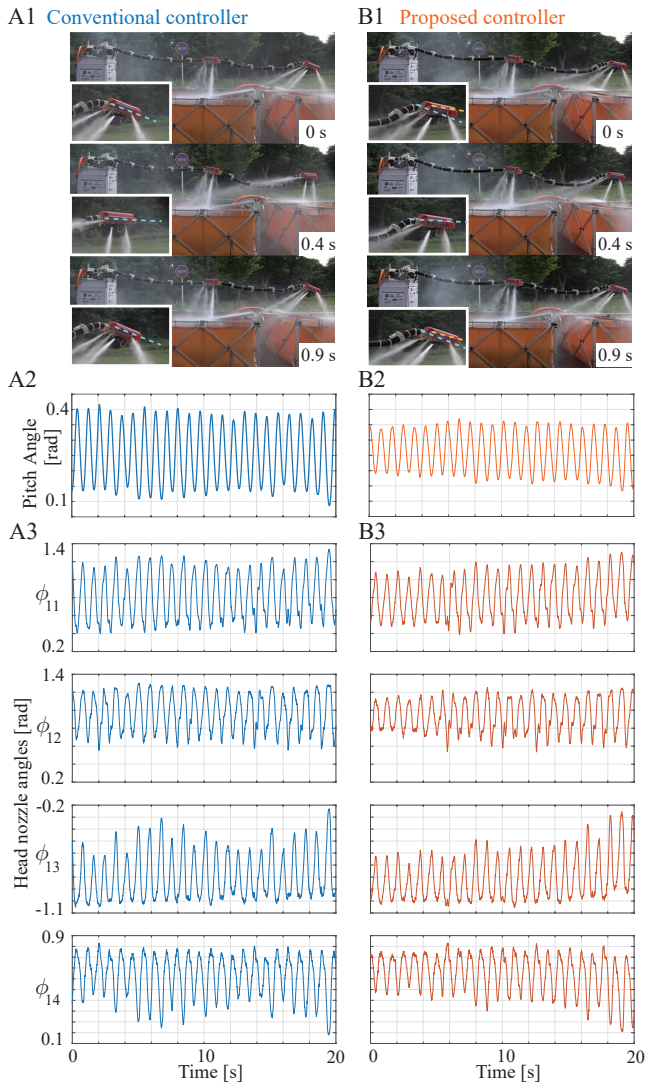 A1 Conventional controller
B1 Proposed controller
0 s
0 s
0.4 s
0.4 s
0.9 s
0.9 s
A2
B2
Pitch Angle
[rad]
0.4
0.1
A3
B3
Head nozzle angles [rad]
1.4
ϕ11
0.2
1.4
ϕ12
0.2
-0.2
ϕ13
-1.1
0.9
ϕ14
0.1
0 10 20
0 10 20
Time [s]
Time [s]